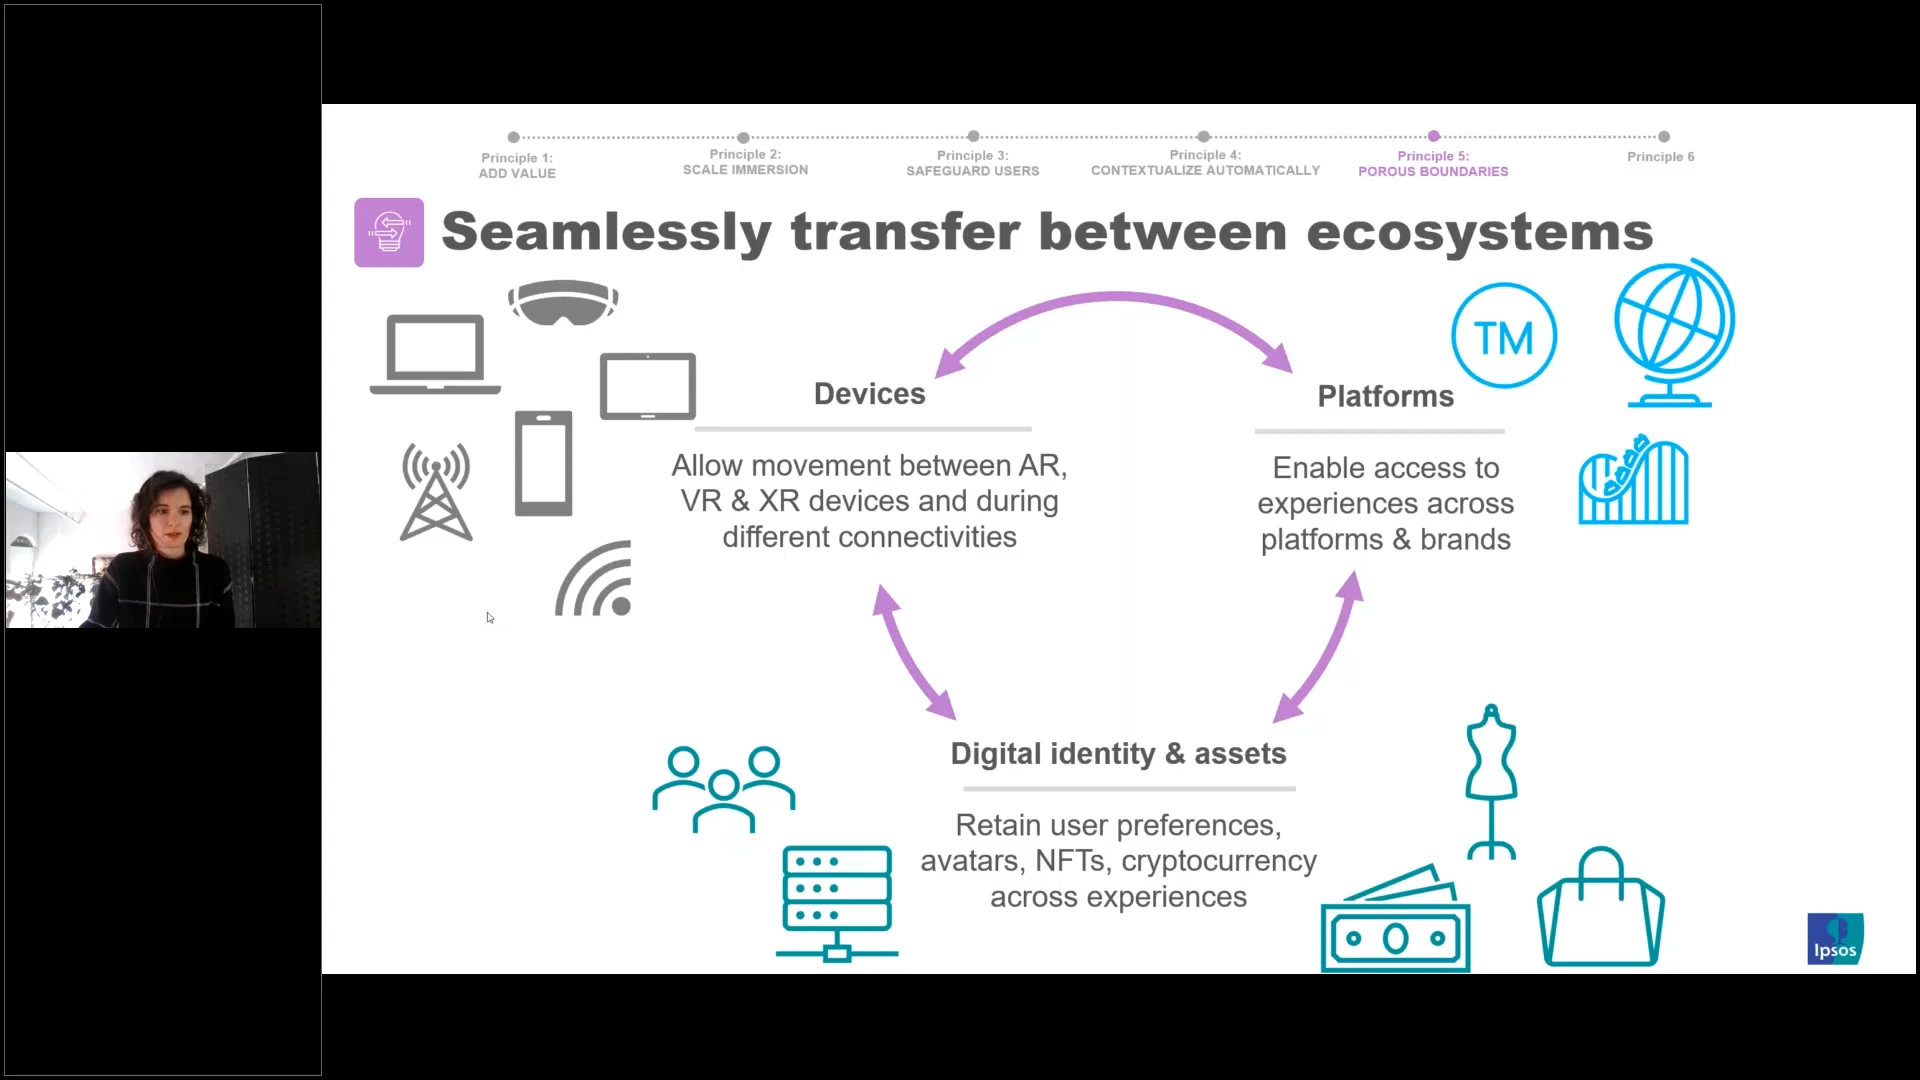 Principle 1:
ADD VALUE
Principle 2:
SCALE IMMERSION
Principle 3:
SAFEGUARD USERS
Principle 4:
CONTEXTUALIZE AUTOMATICALLY
Principle 5:
POROUS BOUNDARIES
Principle 6
Seamlessly transfer between ecosystems
TM
Devices
Allow movement between AR,
VR & XR devices and during
different connectivities
Platforms
Enable access to
experiences across
platforms & brands
Digital identity & assets
Retain user preferences,
avatars, NFTs, cryptocurrency
across experiences
Ipsos